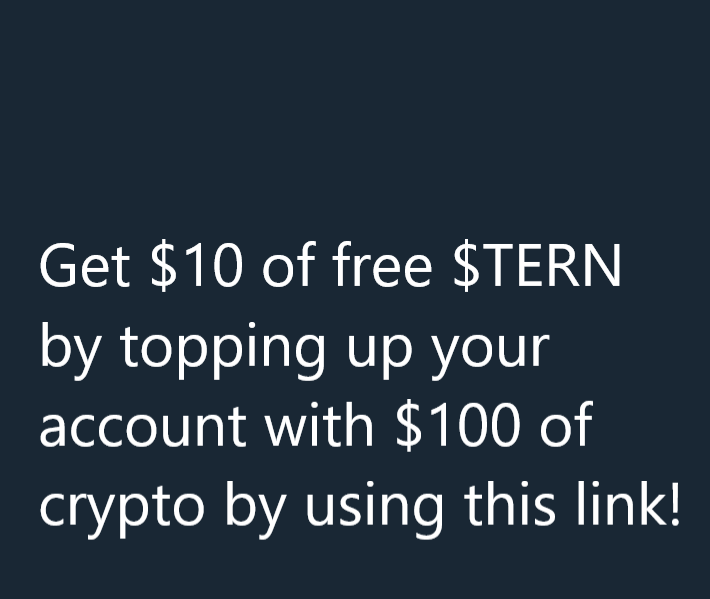 Get $10 of free $TERN
by topping up your
account with $100 of
crypto by using this link!